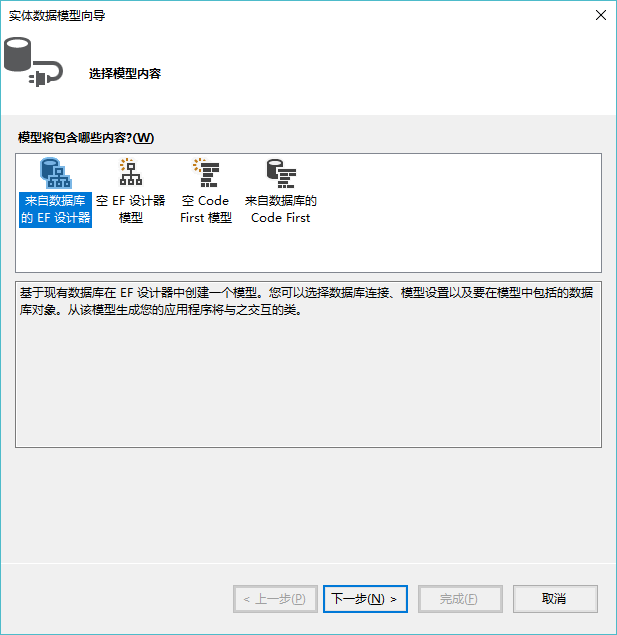 实体数据模型向导
选择模型内容
模型将包含哪些内容?(W)
来自数据库
的 EF 设计器
空 EF 设计器
模型
空 Code
First 模型
来自数据库的
Code First
基于现有数据库在 EF 设计器中创建一个模型。您可以选择数据库连接、模型设置以及要在模型中包括的数据
库对象。从该模型生成您的应用程序将与之交互的类。
< 上一步(P)
下一步(N) >
完成(F)
取消